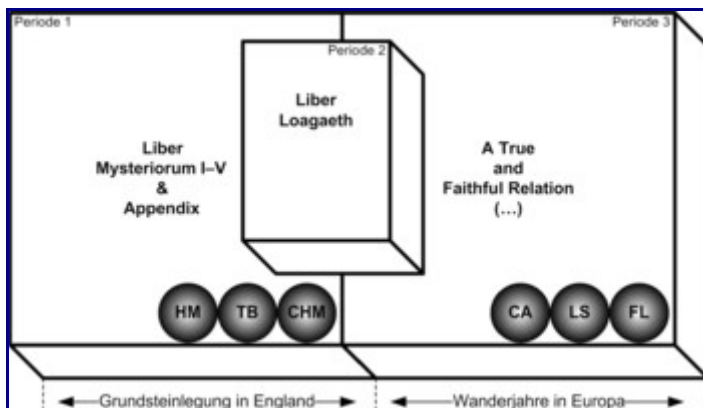 Periode 1
Periode 2
Periode 3
Liber
Loagaeth
Liber
Mysteriorum I–V
&
Appendix
A True
and
Faithful Relation
(…)
HM TB CHM
CA LS FL
Grundsteinlegung in England
Wanderjahre in Europa